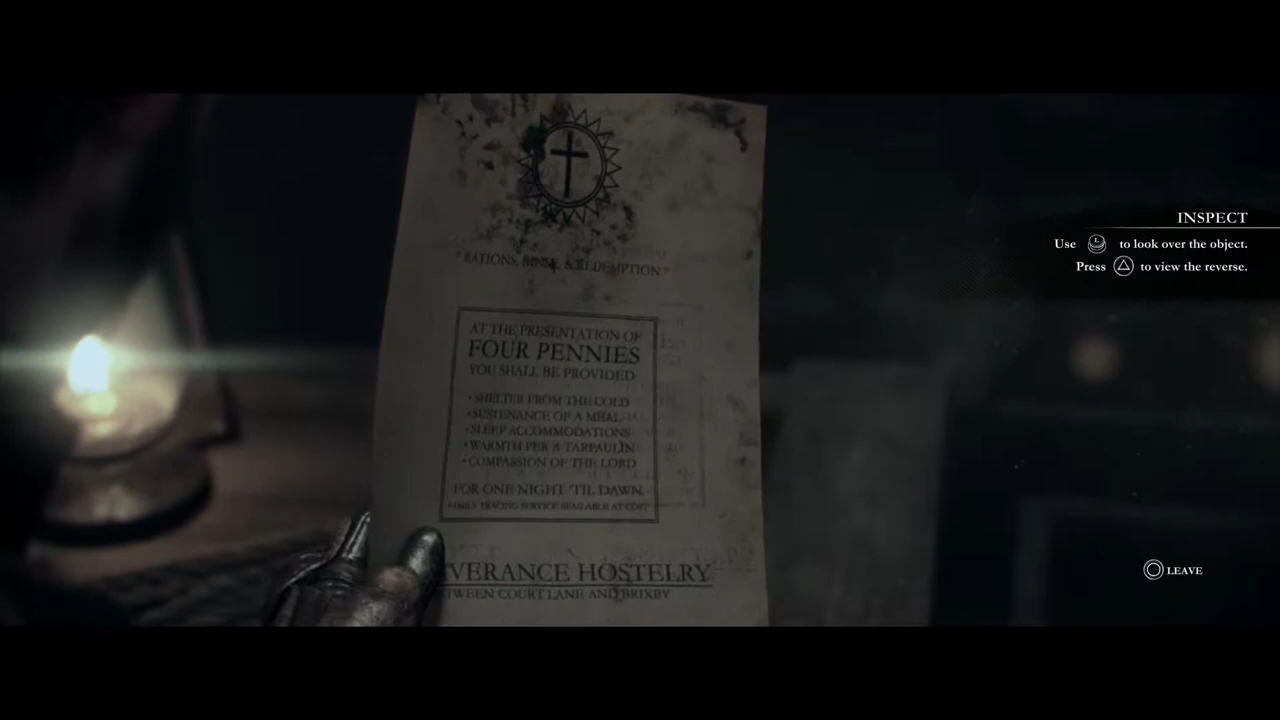 " RATIONS, RINSE, & REDEMPTION "
AT THE PRESENTATION OF
FOUR PENNIES
YOU SHALL BE PROVIDED:
• SHELTER FROM THE COLD
• SUSTENANCE OF A MEAL
• SLEEP ACCOMMODATIONS
• WARMTH PER A TARPAULIN
• COMPASSION OF THE LORD
FOR ONE NIGHT 'TIL DAWN
FAMILY TRACING SERVICE AVAILABLE AT COST
VERANCE HOSTELRY
TWEEN COURT LANE AND BRIXBY
INSPECT
Use L to look over the object.
Press △ to view the reverse.
LEAVE